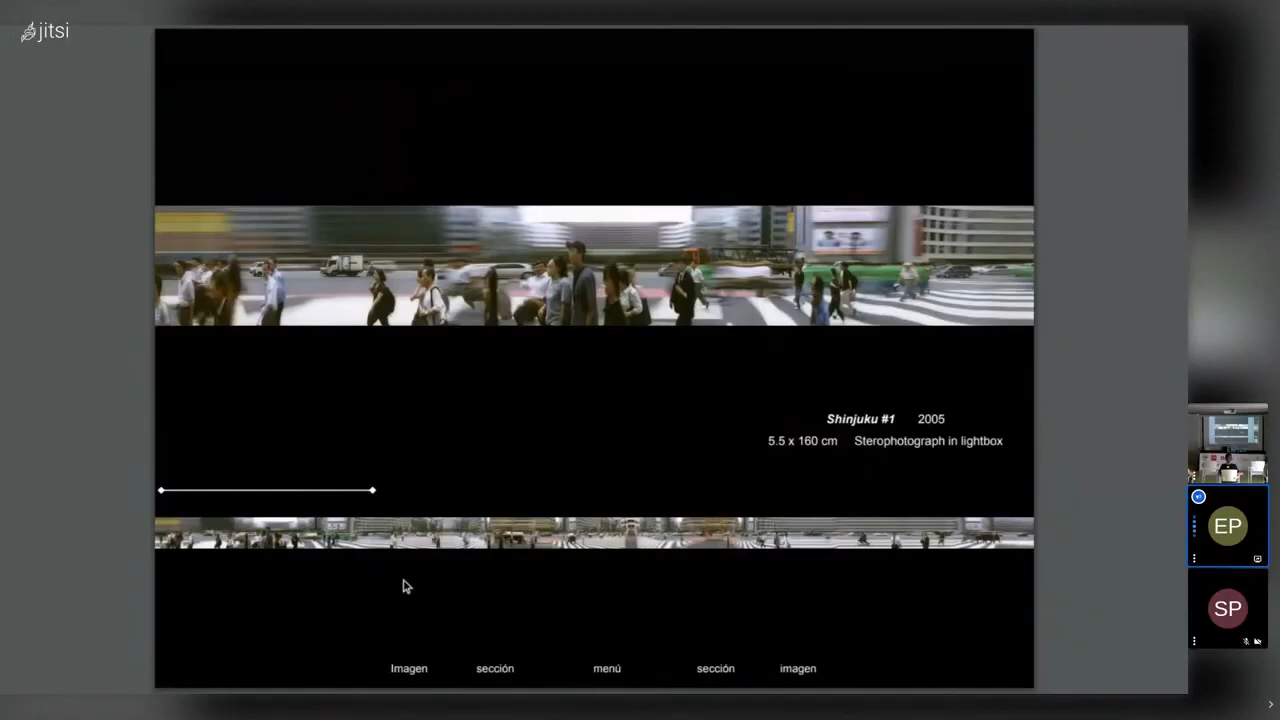 jitsi
Shinjuku #1 2005
5.5 x 160 cm Sterophotograph in lightbox
EP
SP
Imagen sección menú sección imagen